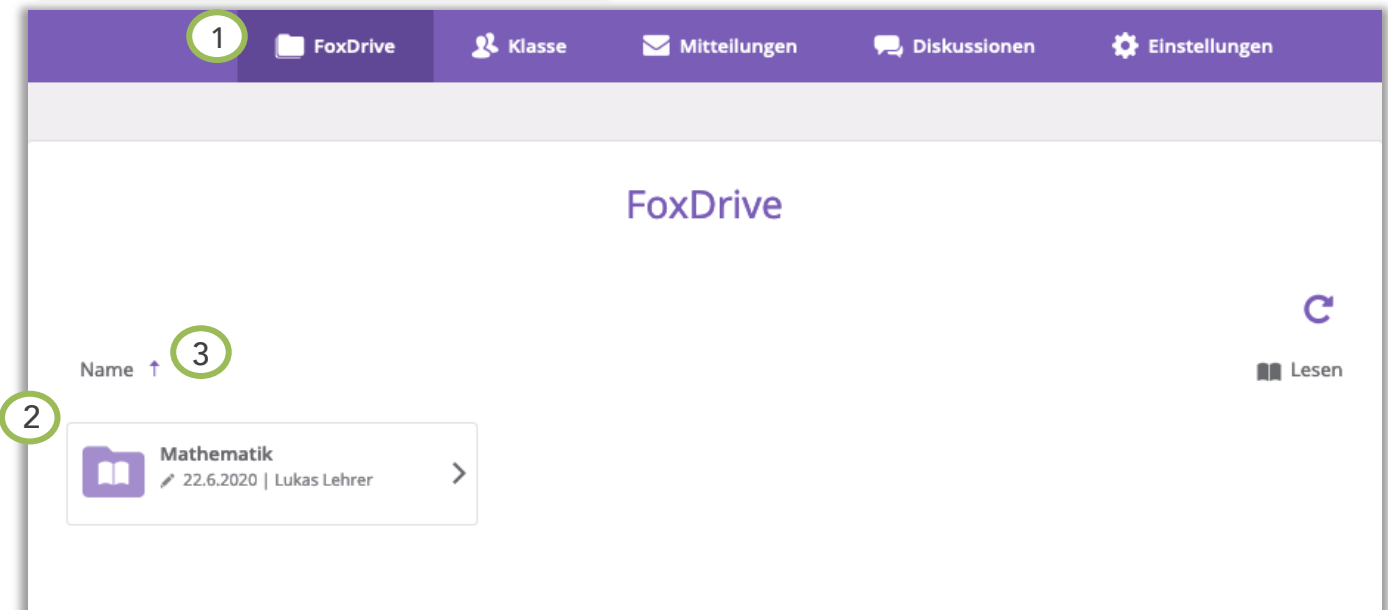 1 FoxDrive Klasse Mitteilungen Diskussionen Einstellungen
FoxDrive
3
Name ↑ Lesen
2
Mathematik
22.6.2020 | Lukas Lehrer